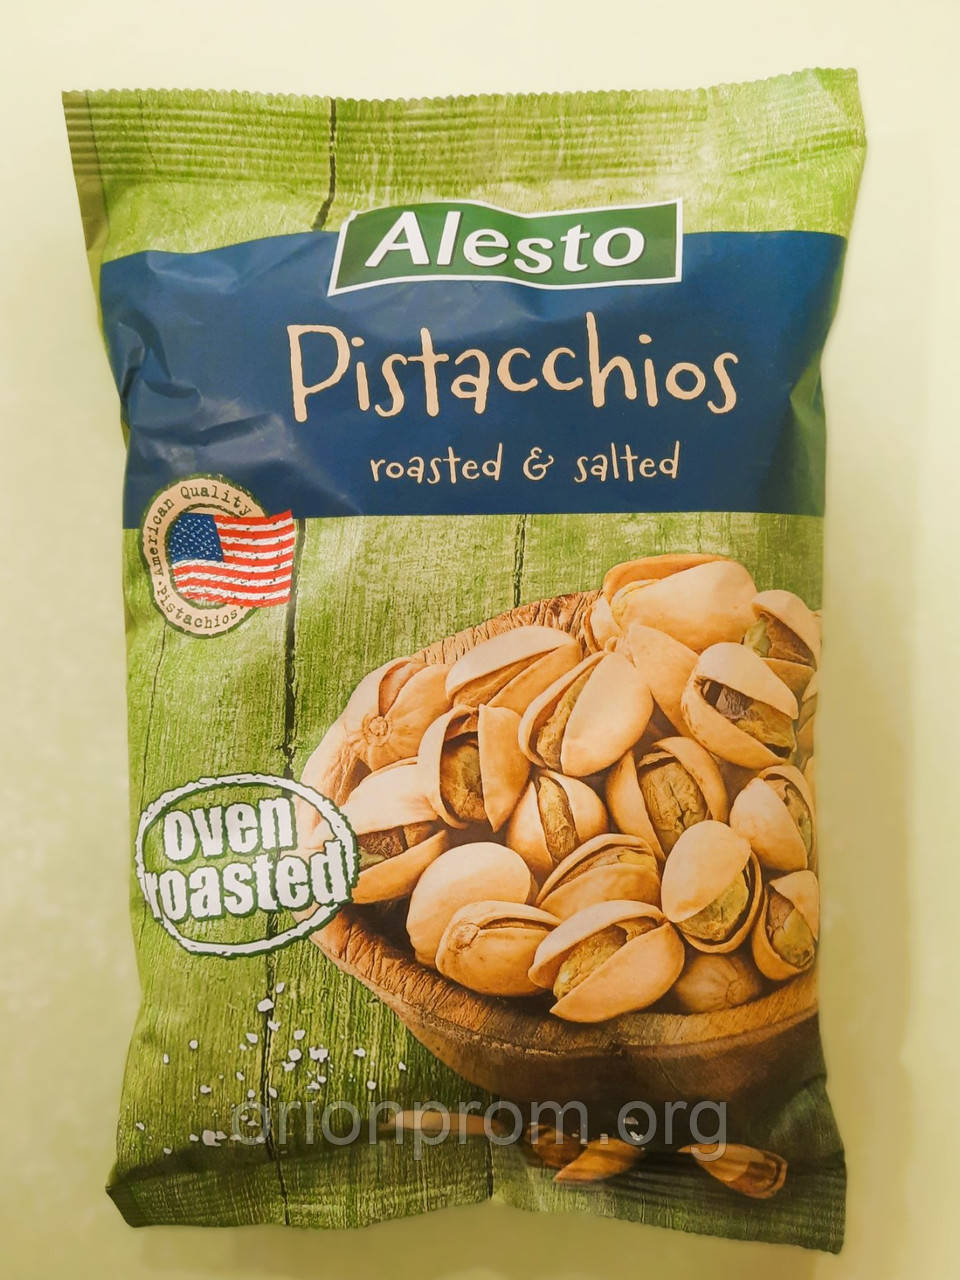 Alesto
Pistacchios
roasted & salted
American Quality
• Pistachios •
oven
roasted
orionprom.org